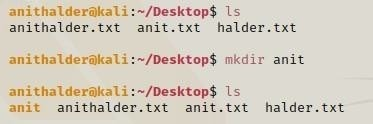 anithalder@kali:~/Desktop$ ls
anithalder.txt  anit.txt  halder.txt
anithalder@kali:~/Desktop$ mkdir anit
anithalder@kali:~/Desktop$ ls
anit  anithalder.txt  anit.txt  halder.txt